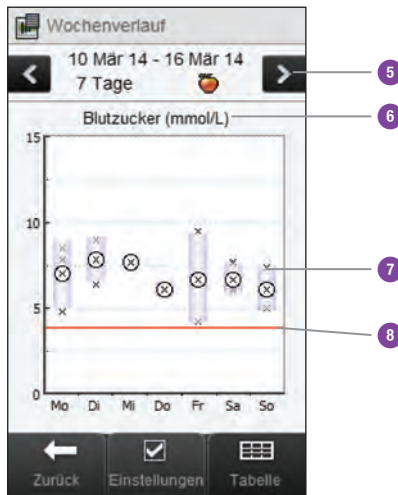 Wochenverlauf
10 Mär 14 - 16 Mär 14
7 Tage
5
Blutzucker (mmol/L)
6
15
10
7
5
8
0
Mo Di Mi Do Fr Sa So
Zurück Einstellungen Tabelle